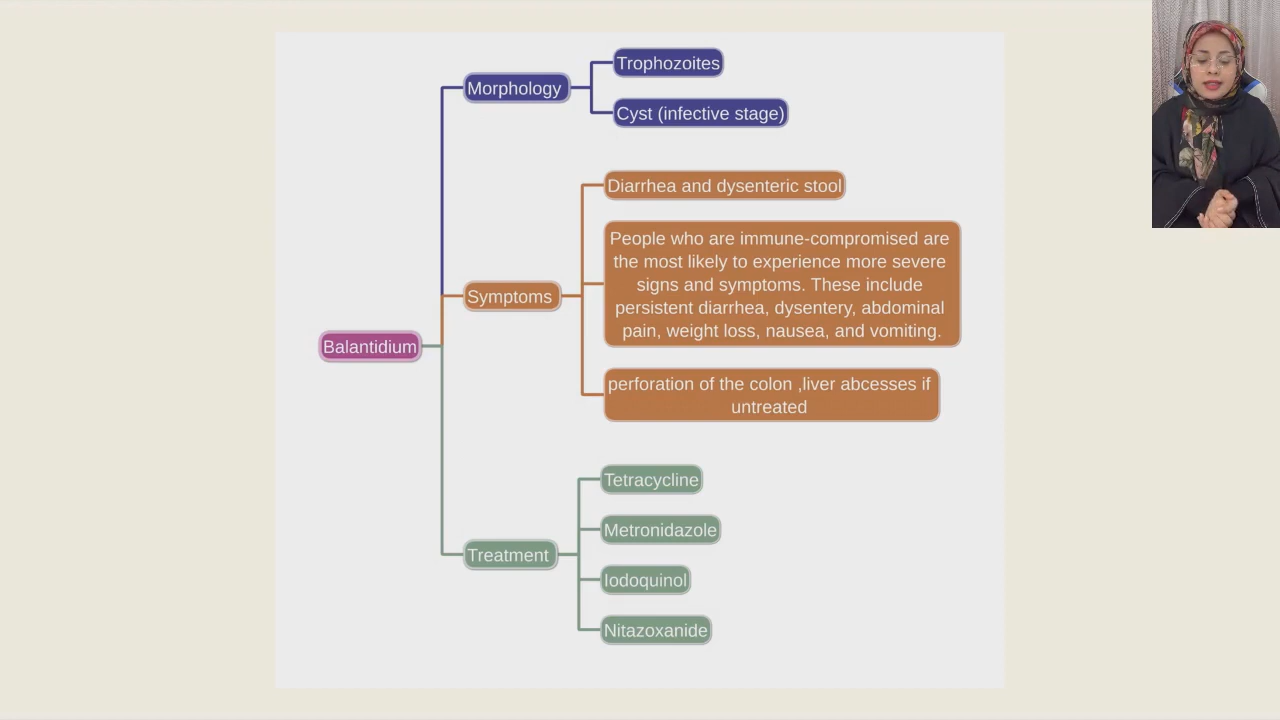 Trophozoites
Morphology
Cyst (infective stage)
Diarrhea and dysenteric stool
People who are immune-compromised are
the most likely to experience more severe
signs and symptoms. These include
persistent diarrhea, dysentery, abdominal
pain, weight loss, nausea, and vomiting.
Symptoms
Balantidium
perforation of the colon ,liver abcesses if
untreated
Tetracycline
Metronidazole
Treatment
Iodoquinol
Nitazoxanide